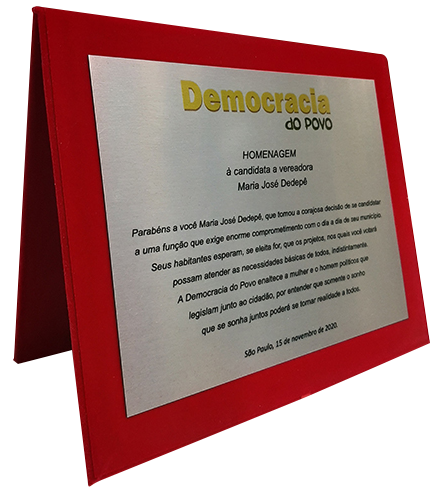 Democracia
do POVO
HOMENAGEM
à candidata a vereadora
Maria José Dedepê
Parabéns a você Maria José Dedepê, que tomou a corajosa decisão de se candidatar
a uma função que exige enorme comprometimento com o dia a dia de seu município.
Seus habitantes esperam, se eleita for, que os projetos, nos quais você votará
possam atender as necessidades básicas de todos, indistintamente.
A Democracia do Povo enaltece a mulher e o homem políticos que
legislam junto ao cidadão, por entender que somente o sonho
que se sonha juntos poderá se tornar realidade a todos.
São Paulo, 15 de novembro de 2020.